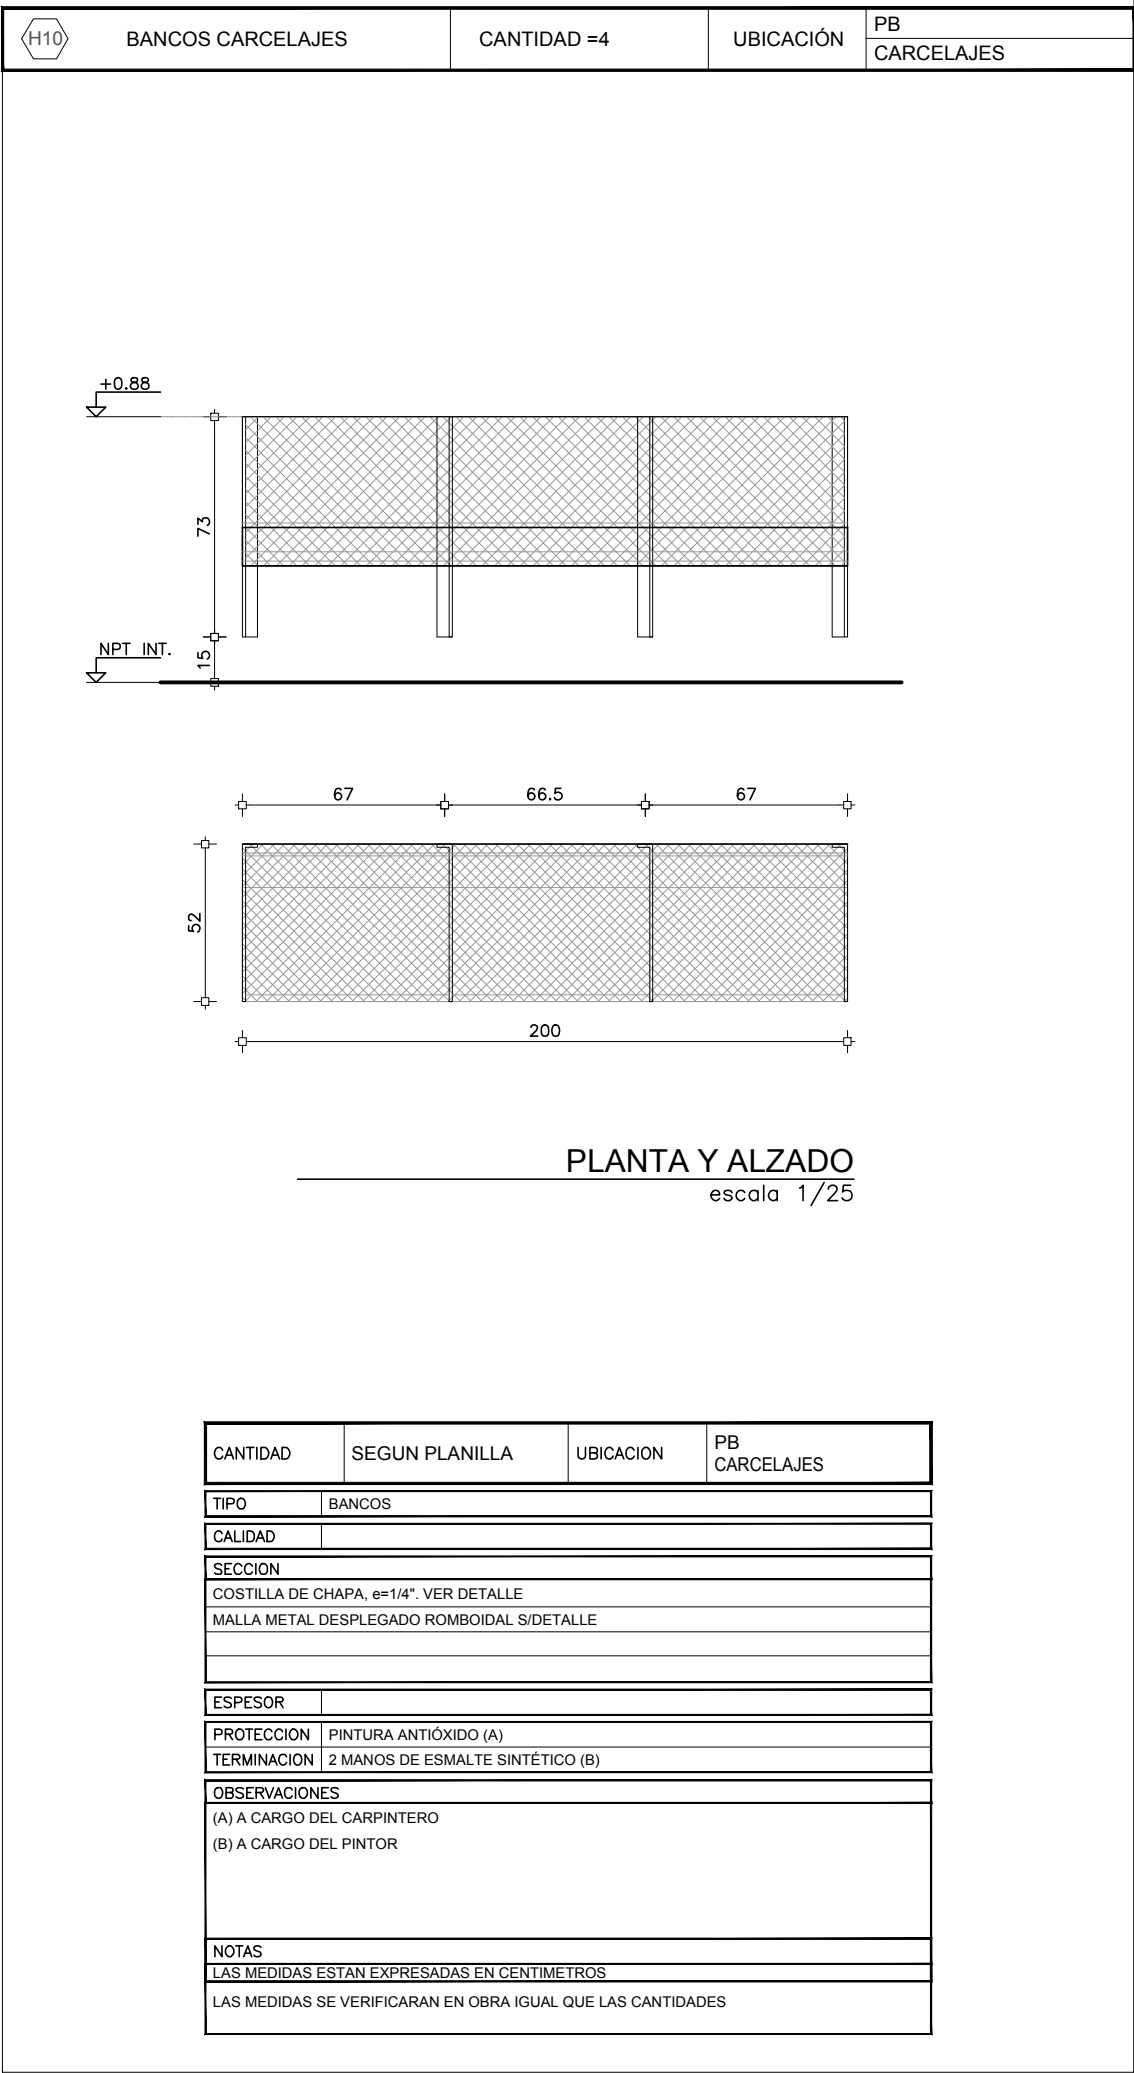 H10 BANCOS CARCELAJES CANTIDAD =4 UBICACIÓN PB
CARCELAJES
+0.88
73
NPT INT.
15
67 66.5 67
52
200
PLANTA Y ALZADO
escala 1/25
CANTIDAD SEGUN PLANILLA UBICACION PB
CARCELAJES
TIPO BANCOS
CALIDAD
SECCION
COSTILLA DE CHAPA, e=1/4". VER DETALLE
MALLA METAL DESPLEGADO ROMBOIDAL S/DETALLE
ESPESOR
PROTECCION PINTURA ANTIÓXIDO (A)
TERMINACION 2 MANOS DE ESMALTE SINTÉTICO (B)
OBSERVACIONES
(A) A CARGO DEL CARPINTERO
(B) A CARGO DEL PINTOR
NOTAS
LAS MEDIDAS ESTAN EXPRESADAS EN CENTIMETROS
LAS MEDIDAS SE VERIFICARAN EN OBRA IGUAL QUE LAS CANTIDADES